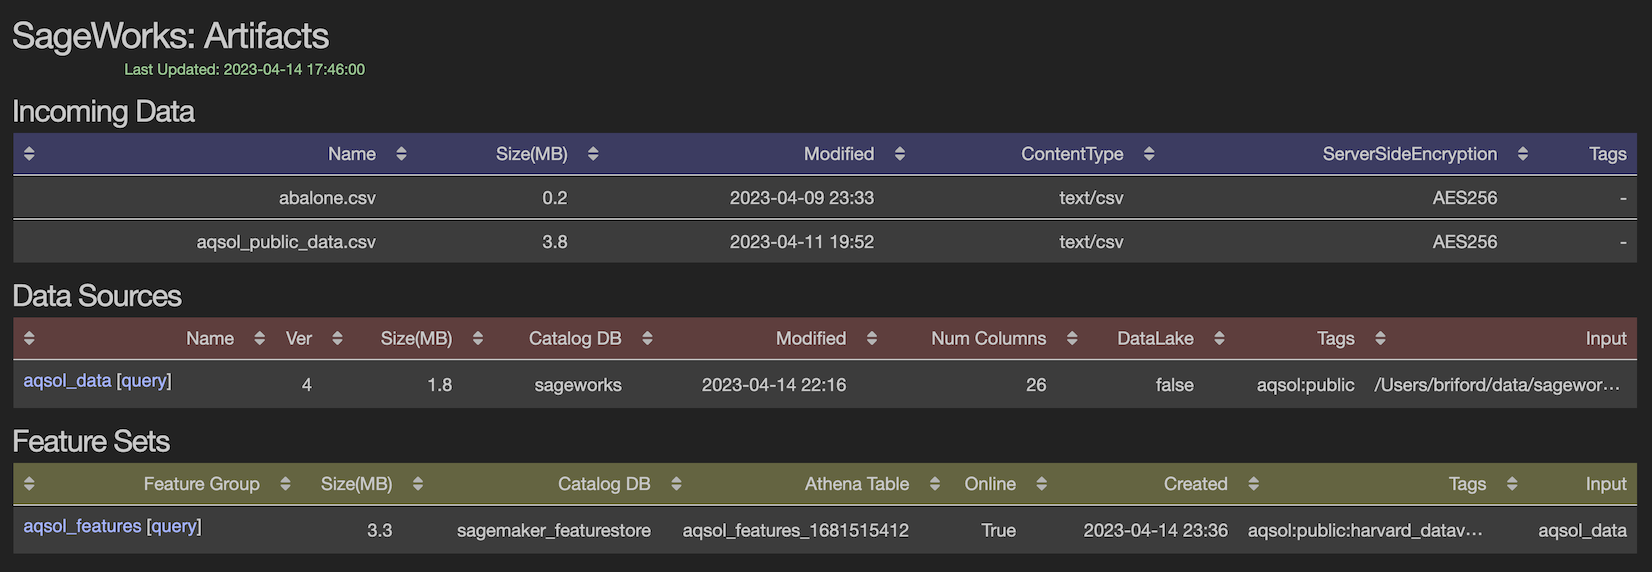 SageWorks: Artifacts
Last Updated: 2023-04-14 17:46:00
Incoming Data
Name Size(MB) Modified ContentType ServerSideEncryption Tags
abalone.csv 0.2 2023-04-09 23:33 text/csv AES256 -
aqsol_public_data.csv 3.8 2023-04-11 19:52 text/csv AES256 -
Data Sources
Name Ver Size(MB) Catalog DB Modified Num Columns DataLake Tags Input
aqsol_data [query] 4 1.8 sageworks 2023-04-14 22:16 26 false aqsol:public /Users/briford/data/sagewor...
Feature Sets
Feature Group Size(MB) Catalog DB Athena Table Online Created Tags Input
aqsol_features [query] 3.3 sagemaker_featurestore aqsol_features_1681515412 True 2023-04-14 23:36 aqsol:public:harvard_datav... aqsol_data